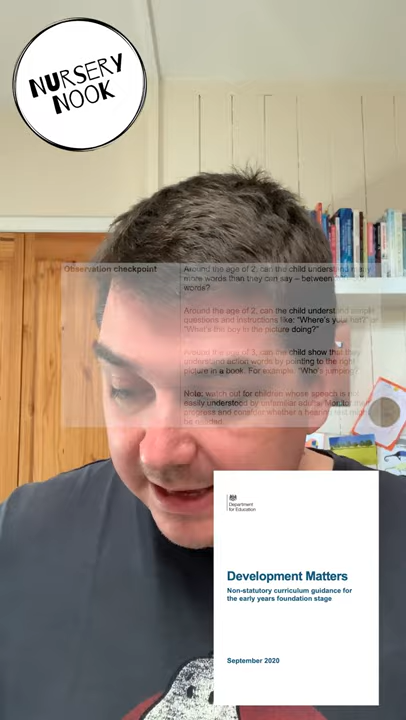 NURSERY
NOOK
Observation checkpoint
Around the age of 2, can the child understand many
more words than they can say – between
words?
Around the age of 2, can the child understand simple
questions and instructions like: “Where’s your hat?” or
“What’s the boy in the picture doing?”
Around the age of 3, can the child show that they
understand action words by pointing to the right
picture in a book. For example: “Who’s jumping?”
Note: watch out for children whose speech is not
easily understood by unfamiliar adults. Monitor their
progress and consider whether a hearing test might
be needed.
Department
for Education
Development Matters
Non-statutory curriculum guidance for
the early years foundation stage
September 2020